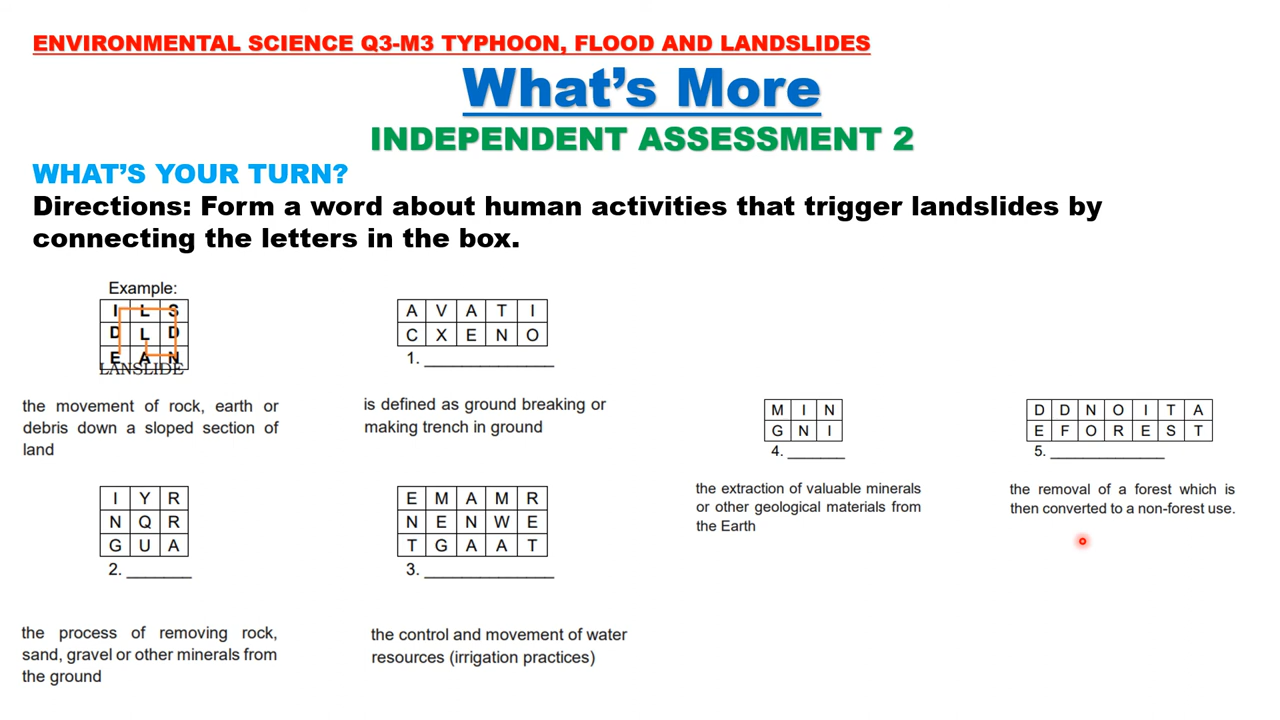 ENVIRONMENTAL SCIENCE Q3-M3 TYPHOON, FLOOD AND LANDSLIDES
What's More
INDEPENDENT ASSESSMENT 2
WHAT'S YOUR TURN?
Directions: Form a word about human activities that trigger landslides by
connecting the letters in the box.
Example:
I L S
D L D
E A N
LANSLIDE
the movement of rock, earth or
debris down a sloped section of
land
A V A T I
C X E N O
1. ______________
is defined as ground breaking or
making trench in ground
I Y R
N Q R
G U A
2. _______
the process of removing rock,
sand, gravel or other minerals from
the ground
E M A M R
N E N W E
T G A A T
3. ______________
the control and movement of water
resources (irrigation practices)
M I N
G N I
4. _______
the extraction of valuable minerals
or other geological materials from
the Earth
D D N O I T A
E F O R E S T
5. ______________
the removal of a forest which is
then converted to a non-forest use.